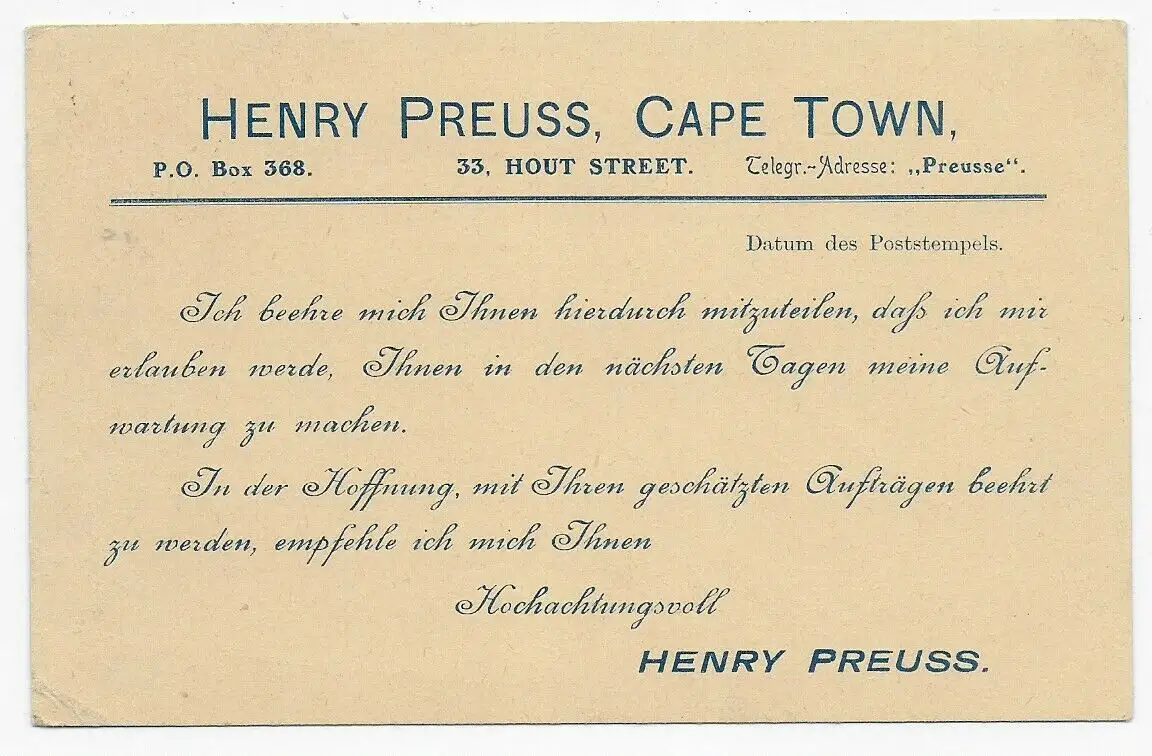 HENRY PREUSS, CAPE TOWN,
P.O. Box 368. 33, HOUT STREET. Telegr.-Adresse: „Preusse“.
Datum des Poststempels.
Ich beehre mich Ihnen hierdurch mitzuteilen, daß ich mir
erlauben werde, Ihnen in den nächsten Tagen meine Auf-
wartung zu machen.
In der Hoffnung, mit Ihren geschätzten Aufträgen beehrt
zu werden, empfehle ich mich Ihnen
Hochachtungsvoll
HENRY PREUSS.